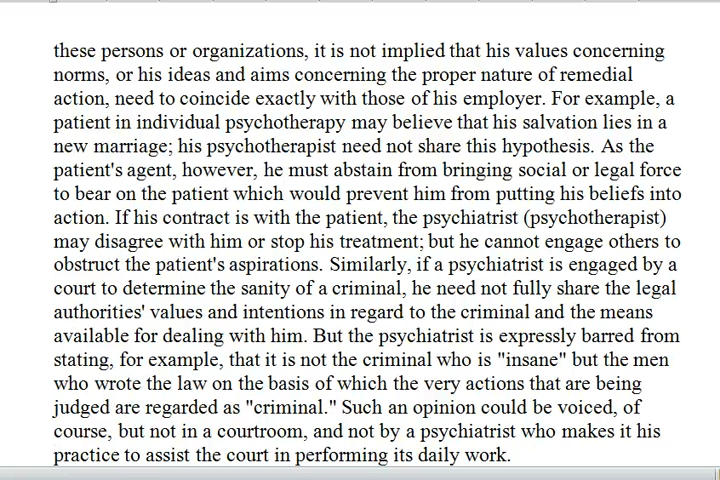 these persons or organizations, it is not implied that his values concerning
norms, or his ideas and aims concerning the proper nature of remedial
action, need to coincide exactly with those of his employer. For example, a
patient in individual psychotherapy may believe that his salvation lies in a
new marriage; his psychotherapist need not share this hypothesis. As the
patient's agent, however, he must abstain from bringing social or legal force
to bear on the patient which would prevent him from putting his beliefs into
action. If his contract is with the patient, the psychiatrist (psychotherapist)
may disagree with him or stop his treatment; but he cannot engage others to
obstruct the patient's aspirations. Similarly, if a psychiatrist is engaged by a
court to determine the sanity of a criminal, he need not fully share the legal
authorities' values and intentions in regard to the criminal and the means
available for dealing with him. But the psychiatrist is expressly barred from
stating, for example, that it is not the criminal who is "insane" but the men
who wrote the law on the basis of which the very actions that are being
judged are regarded as "criminal." Such an opinion could be voiced, of
course, but not in a courtroom, and not by a psychiatrist who makes it his
practice to assist the court in performing its daily work.